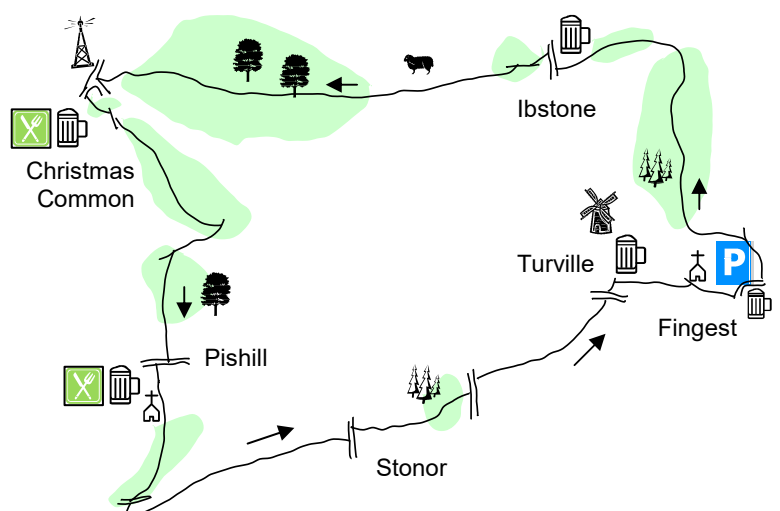 Ibstone
Christmas
Common
Turville
P
Fingest
Pishill
Stonor